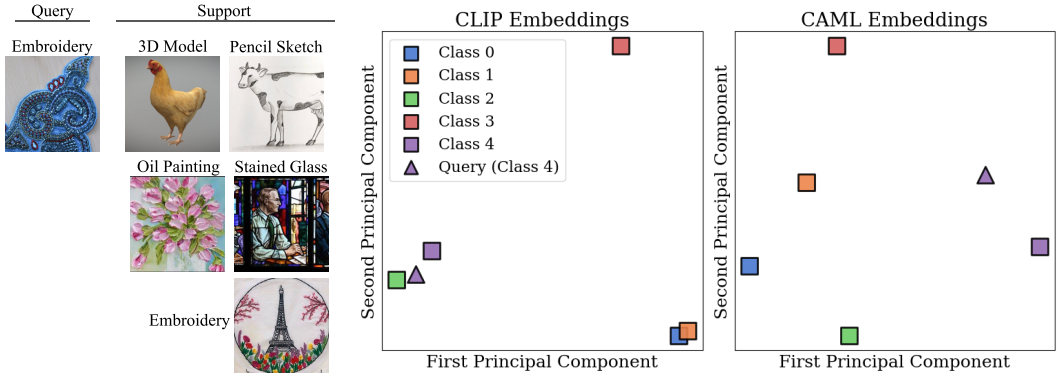 Query
Support
Embroidery
3D Model
Pencil Sketch
Oil Painting
Stained Glass
Embroidery
CLIP Embeddings
Class 0
Class 1
Class 2
Class 3
Class 4
Query (Class 4)
Second Principal Component
First Principal Component
CAML Embeddings
Second Principal Component
First Principal Component